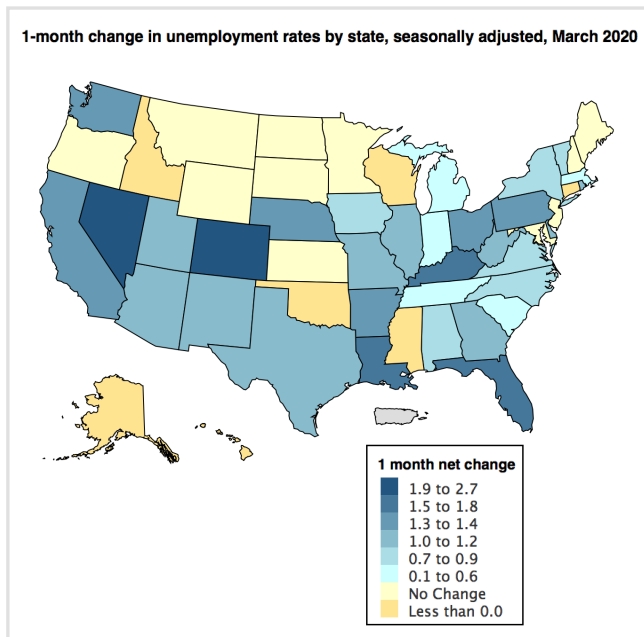 1-month change in unemployment rates by state, seasonally adjusted, March 2020
1 month net change
1.9 to 2.7
1.5 to 1.8
1.3 to 1.4
1.0 to 1.2
0.7 to 0.9
0.1 to 0.6
No Change
Less than 0.0